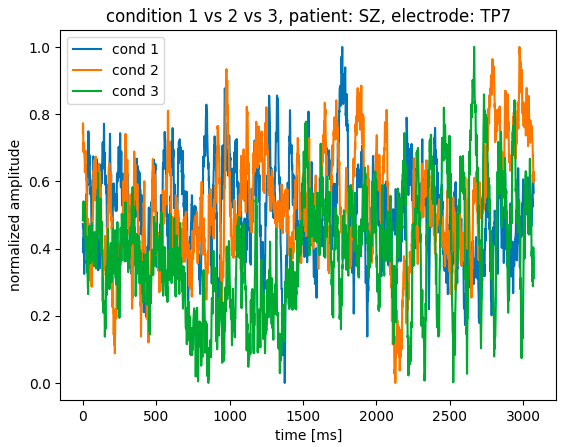 condition 1 vs 2 vs 3, patient: SZ, electrode: TP7
cond 1
cond 2
cond 3
normalized amplitude
1.0
0.8
0.6
0.4
0.2
0.0
0 500 1000 1500 2000 2500 3000
time [ms]